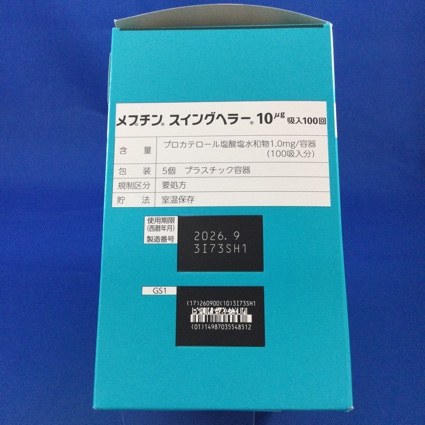 メプチン® スイングヘラー® 10μg 吸入100回
含 量 プロカテロール塩酸塩水和物1.0mg/容器
(100吸入分)
包 装 5個 プラスチック容器
規制区分 要処方
貯 法 室温保存
使用期限
(西暦年月)
製造番号
2026.9
3I73SH1
GS1
(17)260900(10)3I73SH1
(01)14987035548512